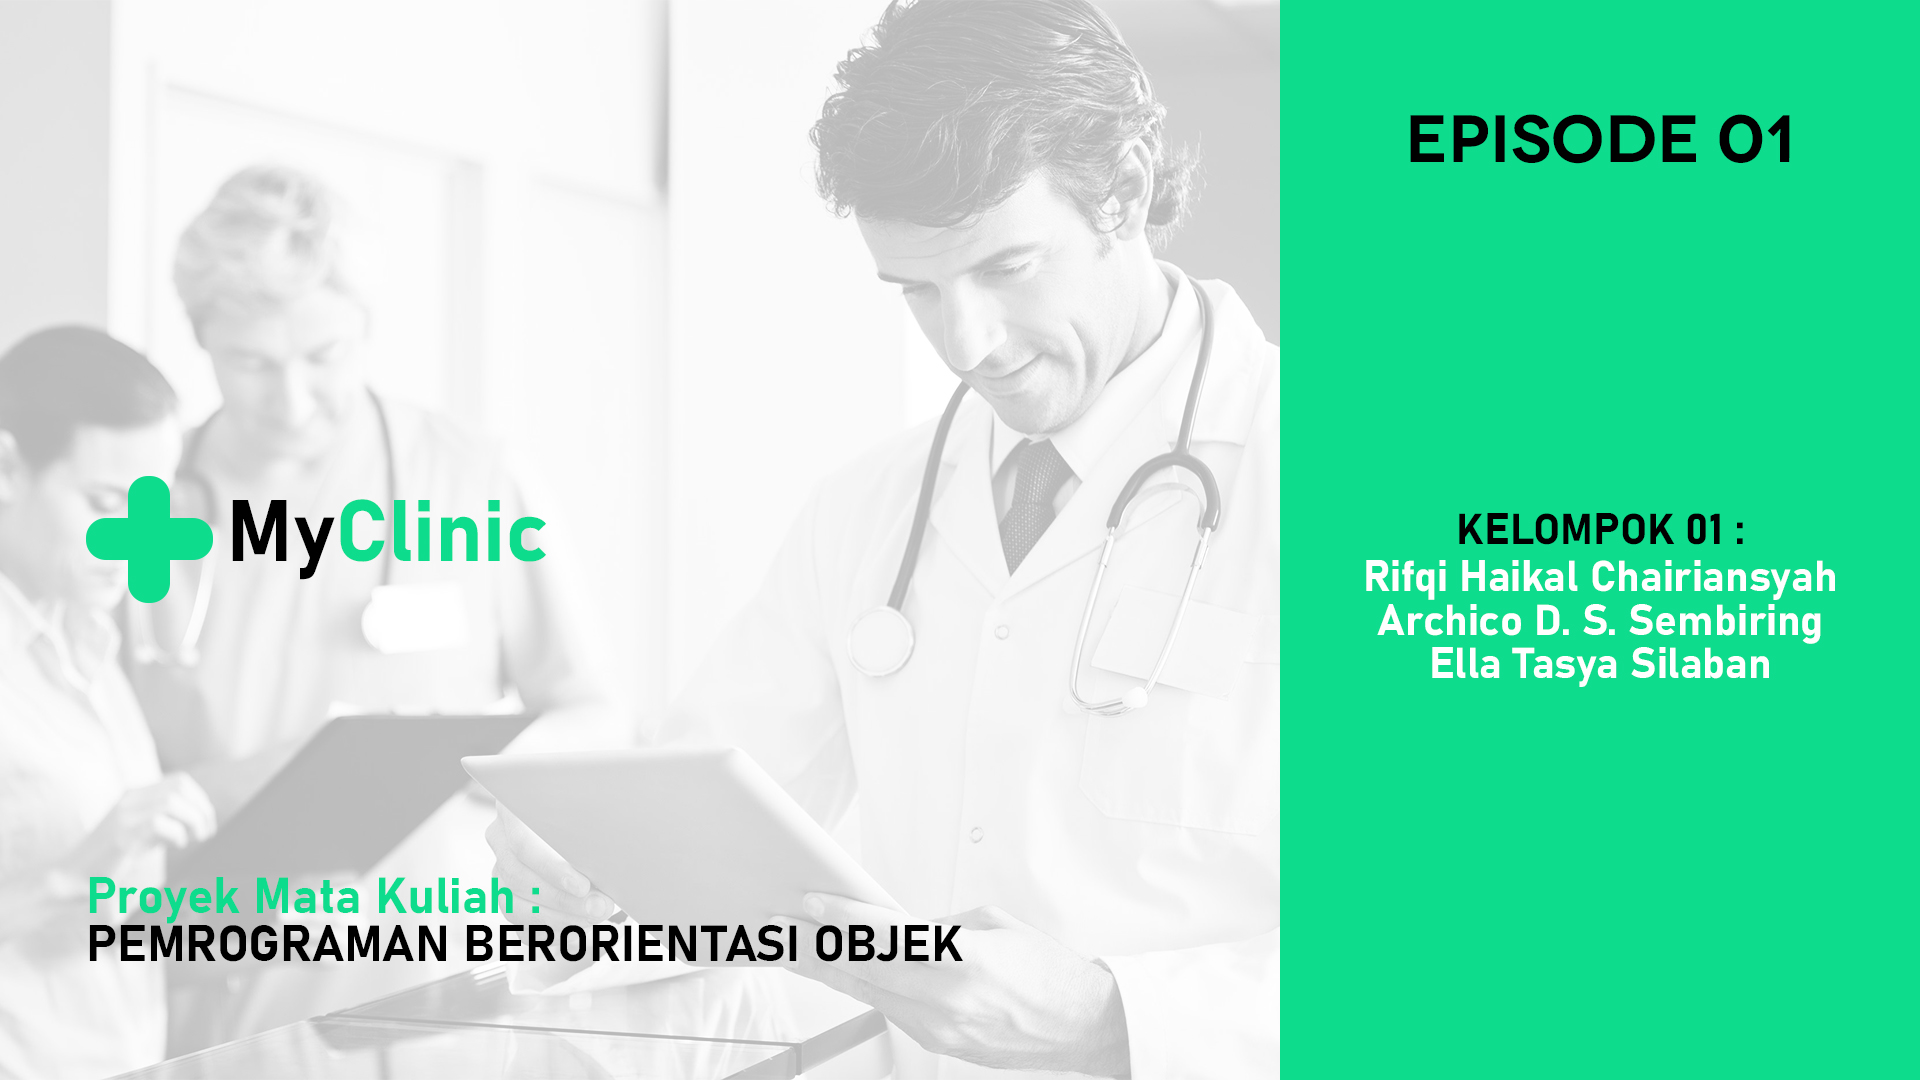 MyClinic
Proyek Mata Kuliah :
PEMROGRAMAN BERORIENTASI OBJEK
EPISODE 01
KELOMPOK 01 :
Rifqi Haikal Chairiansyah
Archico D. S. Sembiring
Ella Tasya Silaban